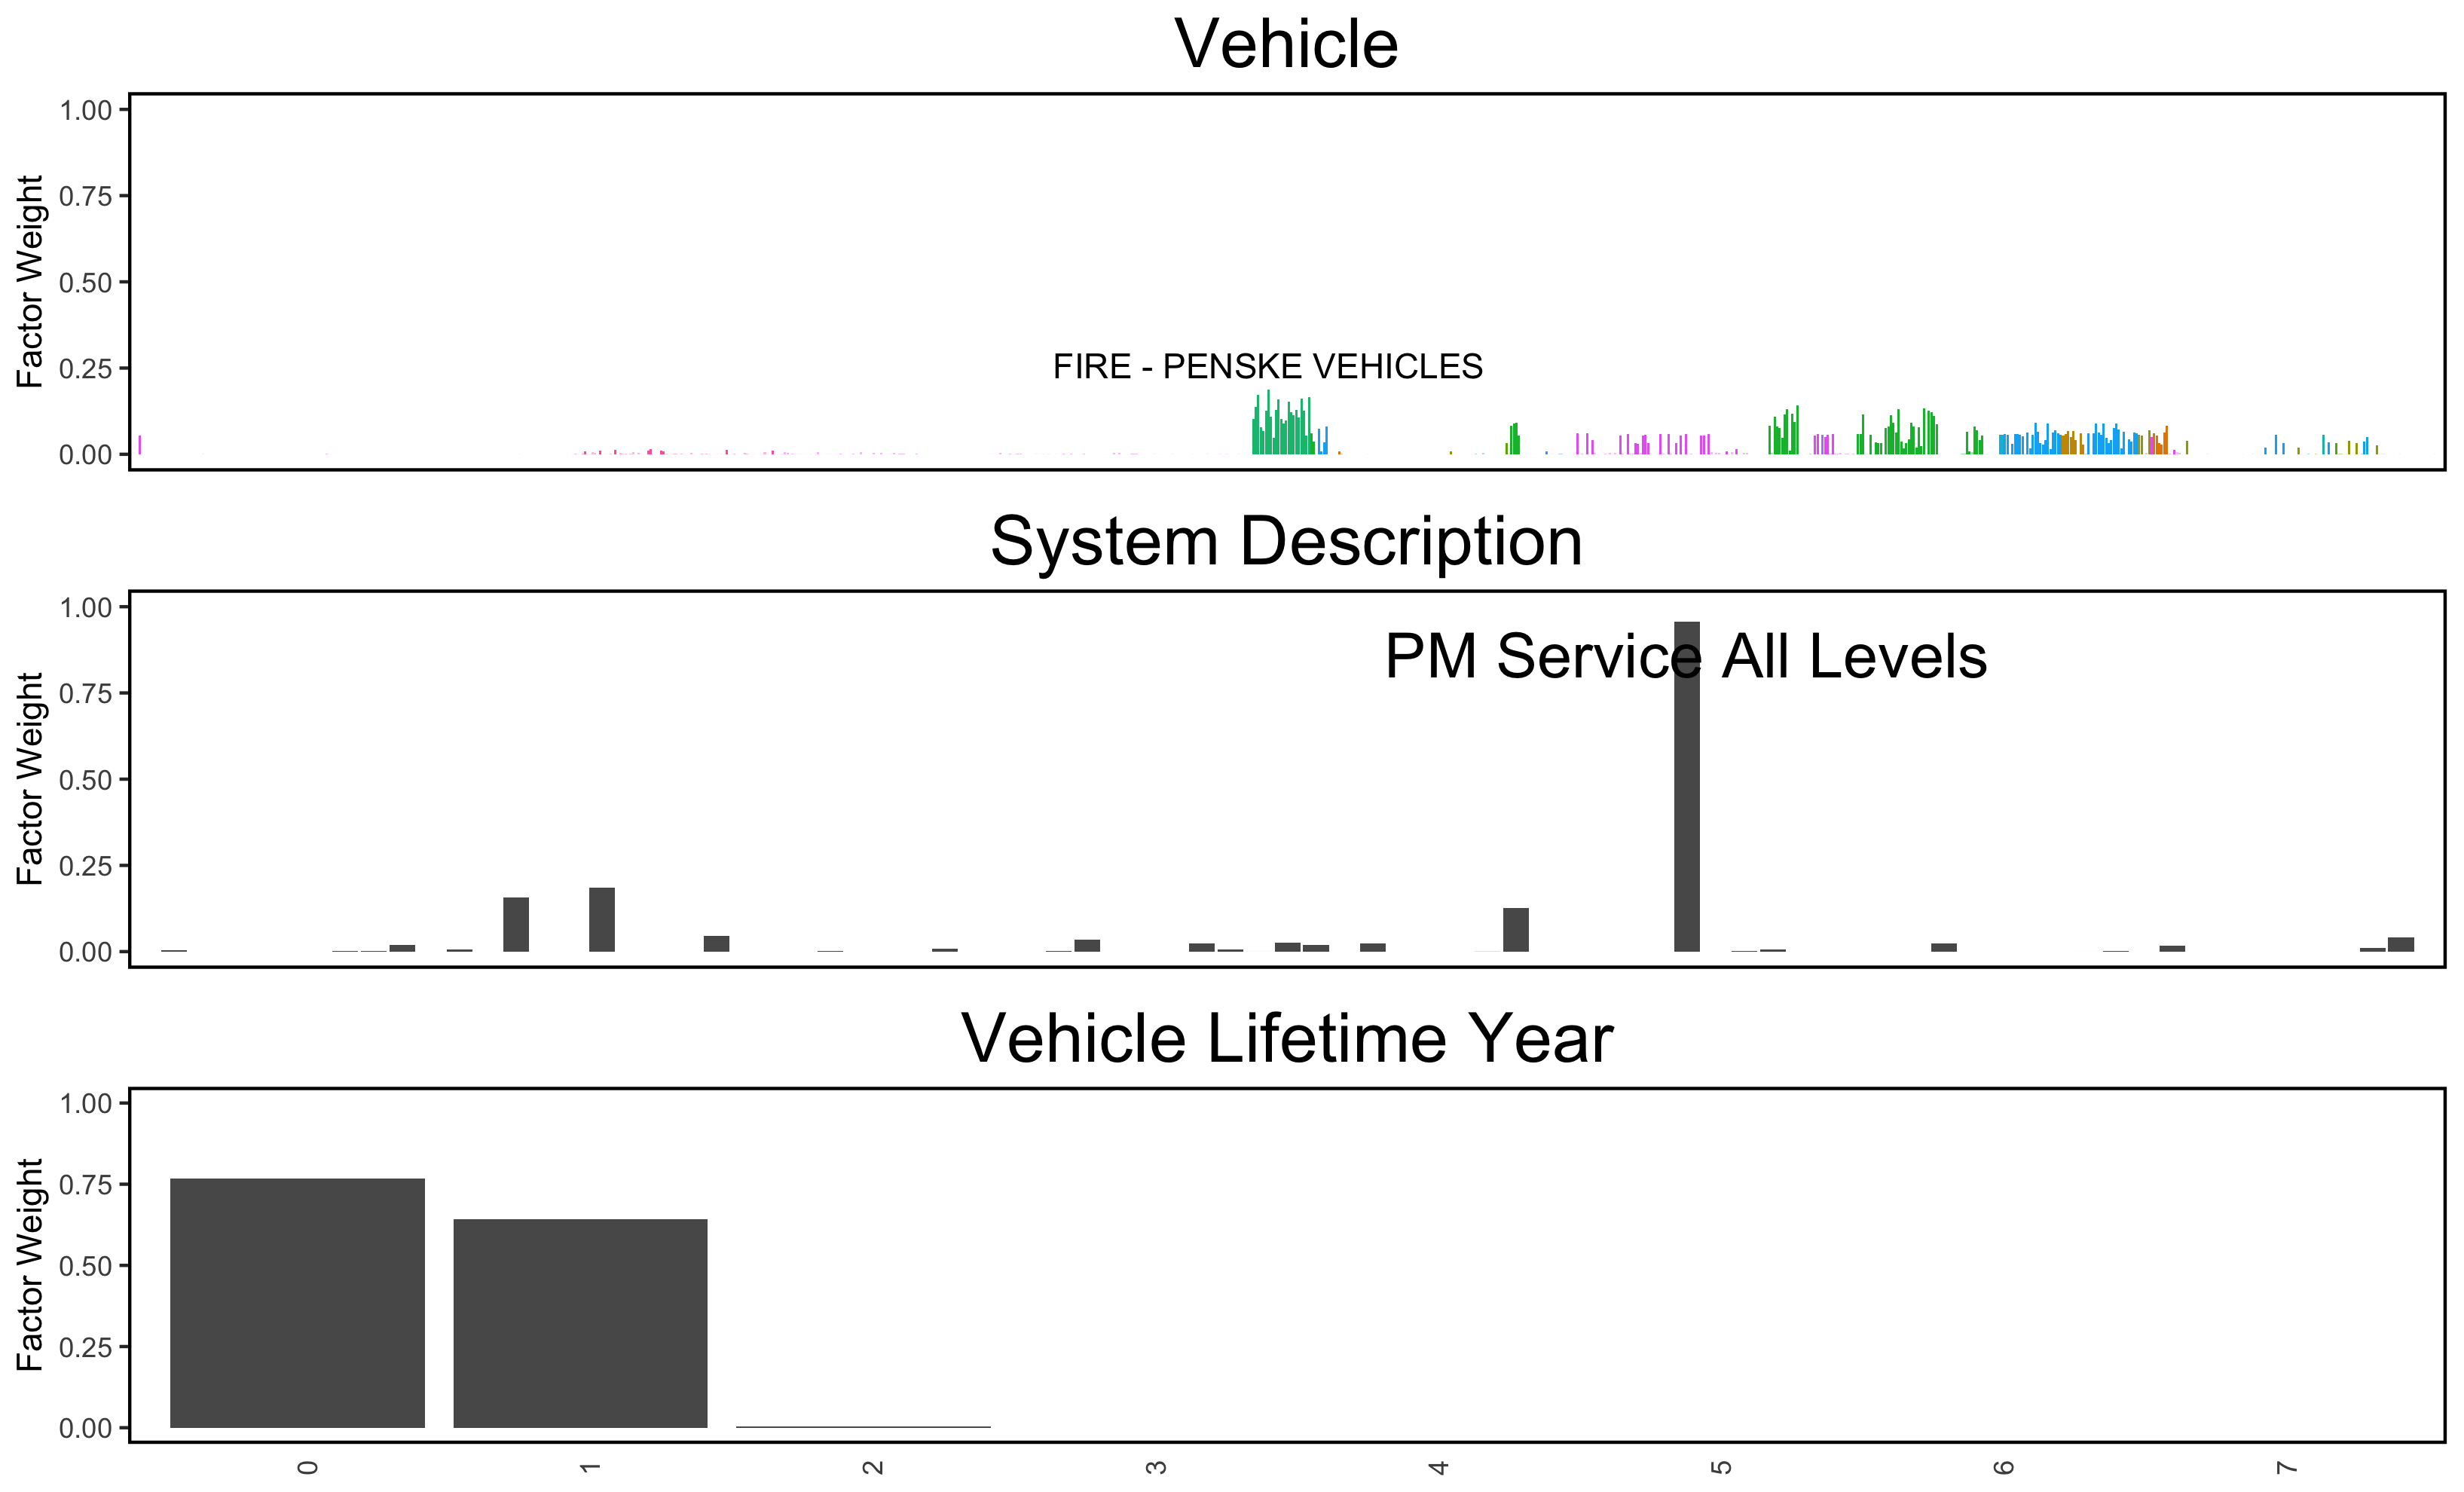 Vehicle
Factor Weight
1.00
0.75
0.50
0.25
0.00
FIRE - PENSKE VEHICLES
System Description
Factor Weight
1.00
0.75
0.50
0.25
0.00
PM Service All Levels
Vehicle Lifetime Year
Factor Weight
1.00
0.75
0.50
0.25
0.00
0 1 2 3 4 5 6 7